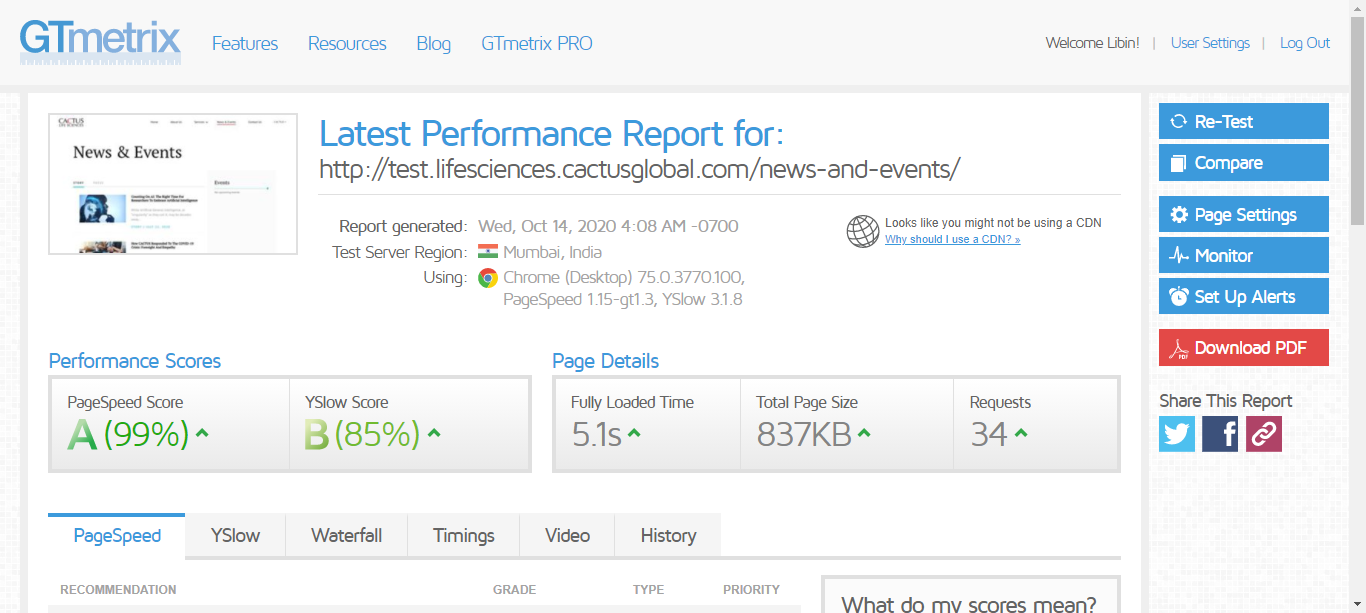 GTmetrix
Features Resources Blog GTmetrix PRO
Welcome Libin! | User Settings | Log Out
CACTUS
News & Events
Events
Latest Performance Report for:
http://test.lifesciences.cactusglobal.com/news-and-events/
Report generated: Wed, Oct 14, 2020 4:08 AM -0700
Test Server Region: Mumbai, India
Using: Chrome (Desktop) 75.0.3770.100,
PageSpeed 1.15-gt1.3, YSlow 3.1.8
Looks like you might not be using a CDN
Why should I use a CDN? »
Re-Test
Compare
Page Settings
Monitor
Set Up Alerts
Download PDF
Share This Report
Performance Scores
PageSpeed Score YSlow Score
A (99%) B (85%)
Page Details
Fully Loaded Time Total Page Size Requests
5.1s 837KB 34
PageSpeed YSlow Waterfall Timings Video History
RECOMMENDATION GRADE TYPE PRIORITY
What do my scores mean?